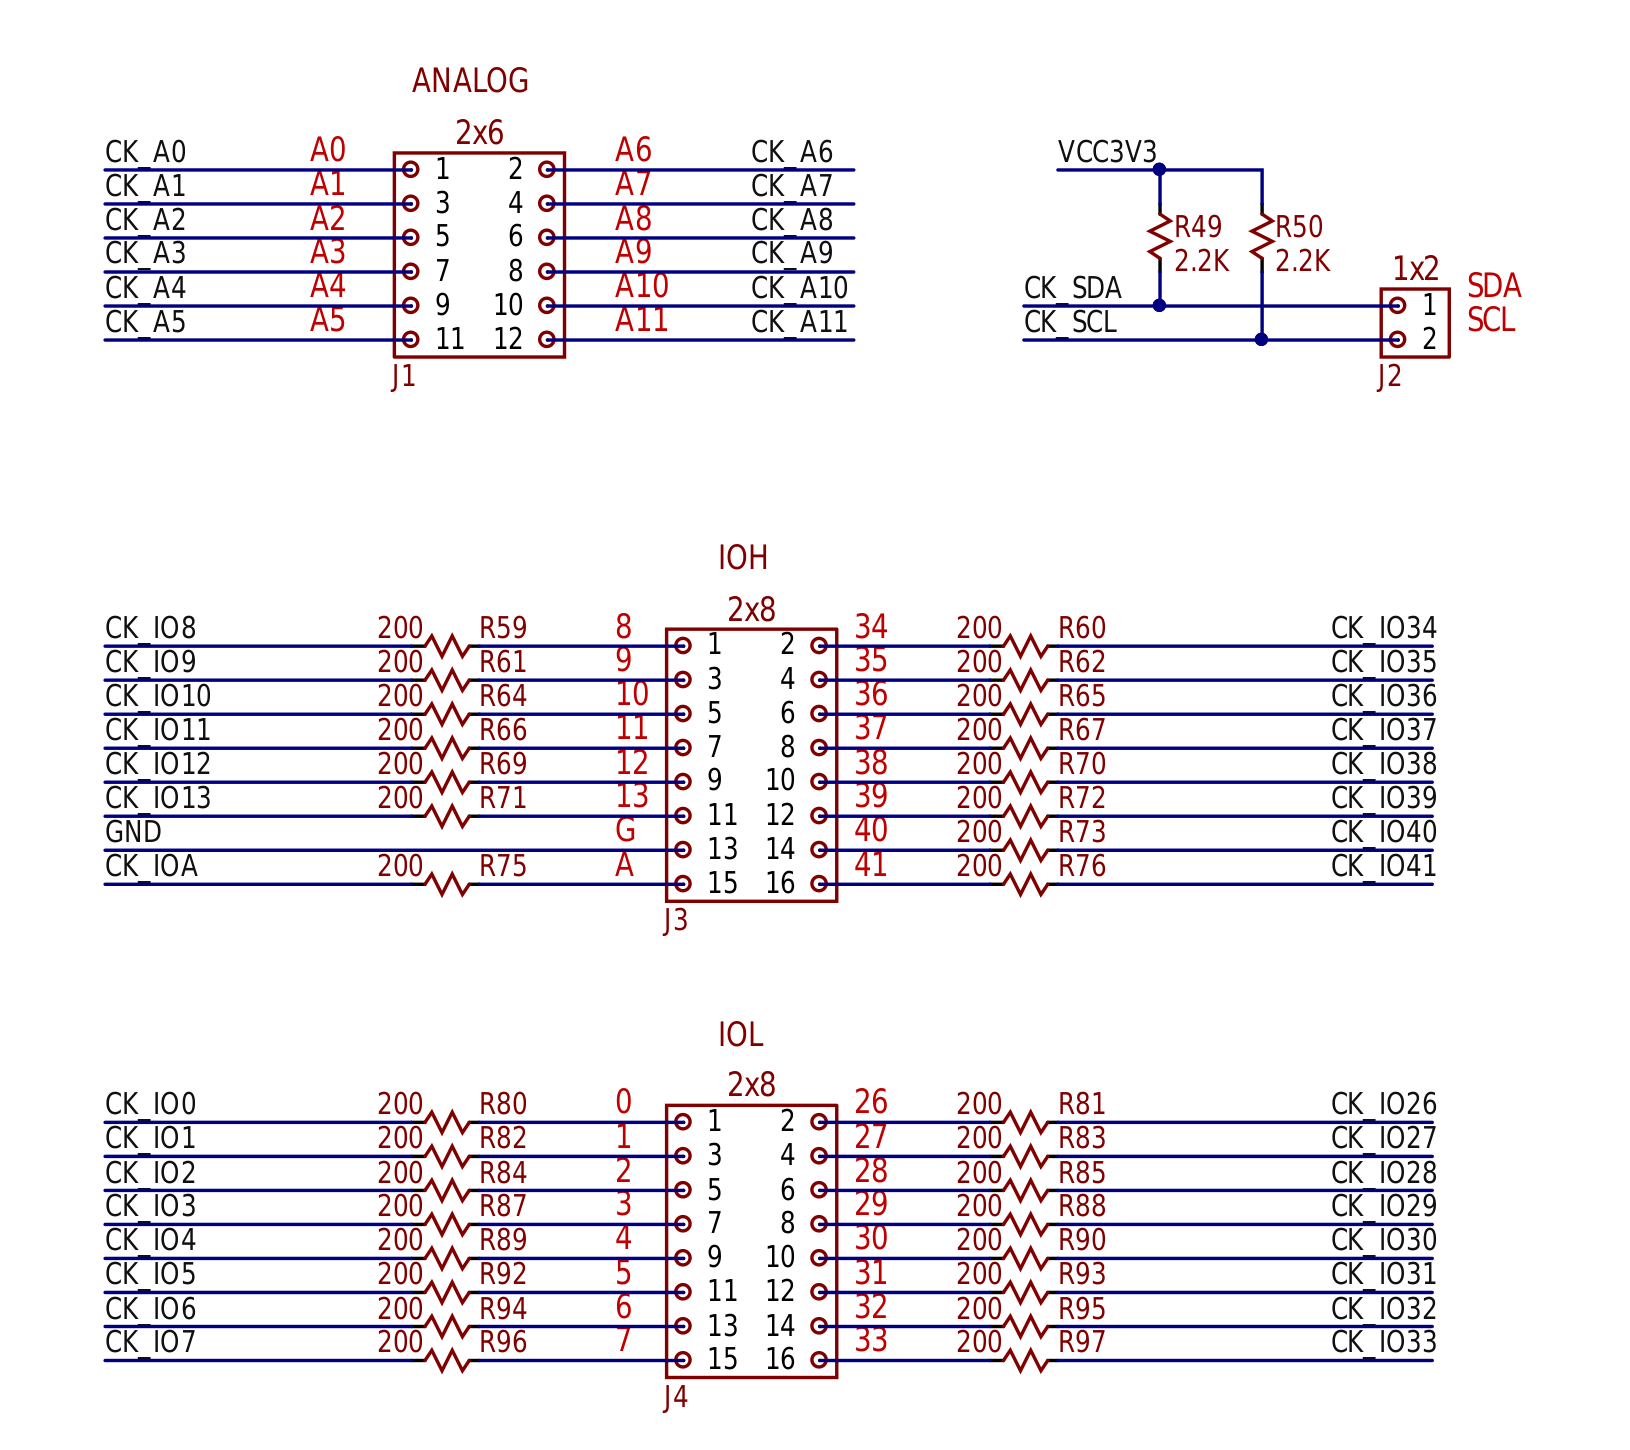 ANALOG
2x6
CK_A0 A0 1 2 A6 CK_A6
CK_A1 A1 3 4 A7 CK_A7
CK_A2 A2 5 6 A8 CK_A8
CK_A3 A3 7 8 A9 CK_A9
CK_A4 A4 9 10 A10 CK_A10
CK_A5 A5 11 12 A11 CK_A11
J1
VCC3V3
R49 R50
2.2K 2.2K
1x2
CK_SDA 1 SDA
CK_SCL 2 SCL
J2
IOH
2x8
CK_IO8 200 R59 8 1 2 34 200 R60 CK_IO34
CK_IO9 200 R61 9 3 4 35 200 R62 CK_IO35
CK_IO10 200 R64 10 5 6 36 200 R65 CK_IO36
CK_IO11 200 R66 11 7 8 37 200 R67 CK_IO37
CK_IO12 200 R69 12 9 10 38 200 R70 CK_IO38
CK_IO13 200 R71 13 11 12 39 200 R72 CK_IO39
GND G 13 14 40 200 R73 CK_IO40
CK_IOA 200 R75 A 15 16 41 200 R76 CK_IO41
J3
IOL
2x8
CK_IO0 200 R80 0 1 2 26 200 R81 CK_IO26
CK_IO1 200 R82 1 3 4 27 200 R83 CK_IO27
CK_IO2 200 R84 2 5 6 28 200 R85 CK_IO28
CK_IO3 200 R87 3 7 8 29 200 R88 CK_IO29
CK_IO4 200 R89 4 9 10 30 200 R90 CK_IO30
CK_IO5 200 R92 5 11 12 31 200 R93 CK_IO31
CK_IO6 200 R94 6 13 14 32 200 R95 CK_IO32
CK_IO7 200 R96 7 15 16 33 200 R97 CK_IO33
J4